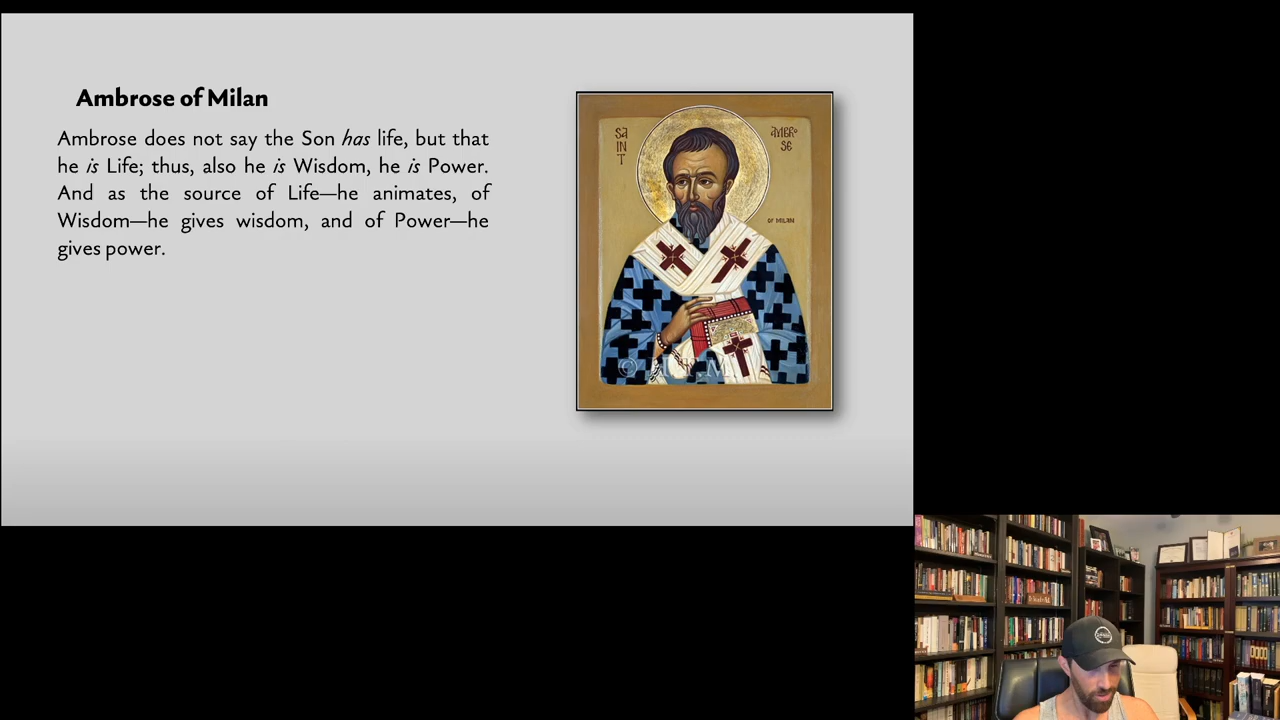 Ambrose of Milan
Ambrose does not say the Son has life, but that
he is Life; thus, also he is Wisdom, he is Power.
And as the source of Life—he animates, of
Wisdom—he gives wisdom, and of Power—he
gives power.
SA
IN
T
AMBRO
SE
OF MILAN